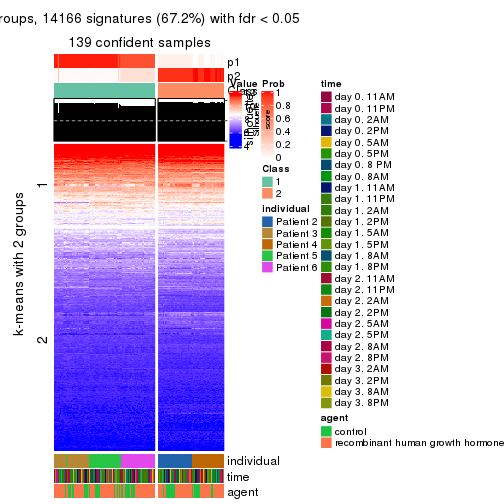 roups, 14166 signatures (67.2%) with fdr < 0.05
139 confident samples
p1
p2
Class
Value
Prob
1
0.8
0.6
0.4
0.2
0
Class
1
2
individual
Patient 2
Patient 3
Patient 4
Patient 5
Patient 6
time
day 0. 11AM
day 0. 11PM
day 0. 2AM
day 0. 2PM
day 0. 5AM
day 0. 5PM
day 0. 8 PM
day 0. 8AM
day 1. 11AM
day 1. 11PM
day 1. 2AM
day 1. 2PM
day 1. 5AM
day 1. 5PM
day 1. 8AM
day 1. 8PM
day 2. 11AM
day 2. 11PM
day 2. 2AM
day 2. 2PM
day 2. 5AM
day 2. 5PM
day 2. 8AM
day 2. 8PM
day 3. 2AM
day 3. 2PM
day 3. 8AM
day 3. 8PM
agent
control
recombinant human growth hormone
k-means with 2 groups
1
2
individual
time
agent